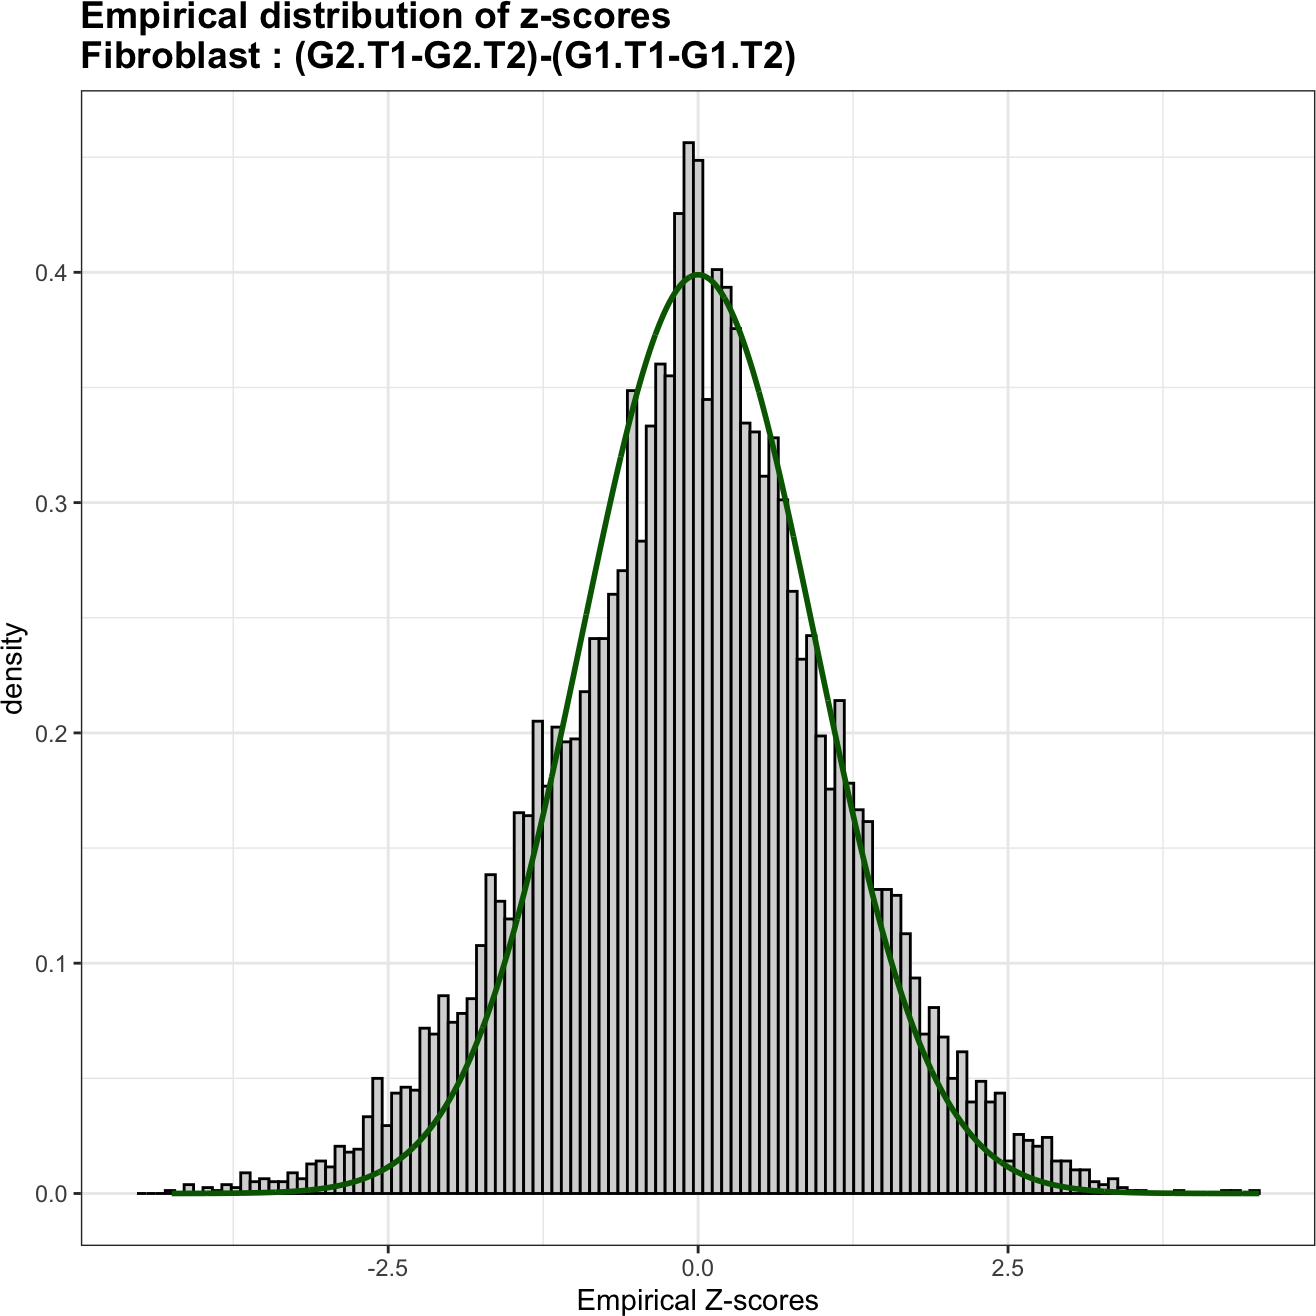 Empirical distribution of z-scores
Fibroblast : (G2.T1-G2.T2)-(G1.T1-G1.T2)
0.4
0.3
0.2
0.1
0.0
density
-2.5
0.0
2.5
Empirical Z-scores